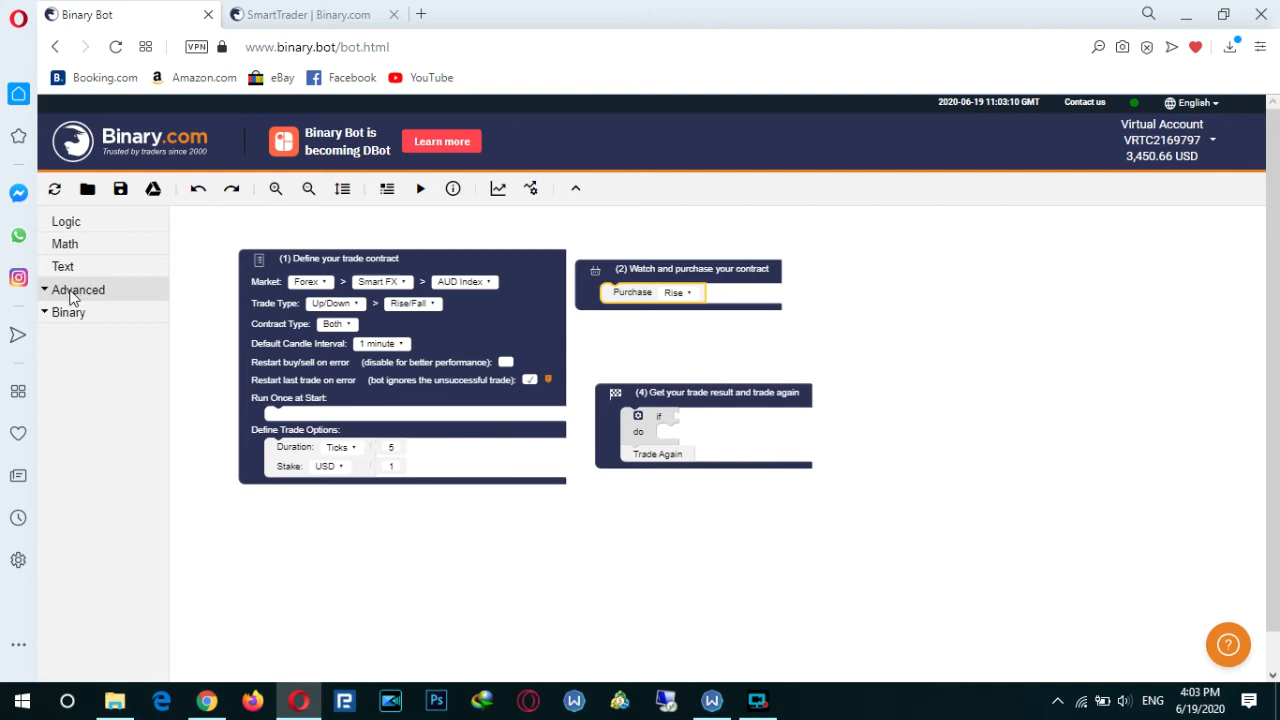 Binary Bot
SmartTrader | Binary.com
VPN
www.binary.bot/bot.html
B. Booking.com
a Amazon.com
eBay
Facebook
YouTube
2020-06-19 11:03:10 GMT
Contact us
English
Binary.com
Trusted by traders since 2000
Binary Bot is
becoming DBot
Learn more
Virtual Account
VRTC2169797
3,450.66 USD
Logic
Math
Text
Advanced
Binary
(1) Define your trade contract
Market: Forex > Smart FX > AUD Index
Trade Type: Up/Down > Rise/Fall
Contract Type: Both
Default Candle Interval: 1 minute
Restart buy/sell on error (disable for better performance):
Restart last trade on error (bot ignores the unsuccessful trade):
Run Once at Start:
Define Trade Options:
Duration: Ticks 5
Stake: USD 1
(2) Watch and purchase your contract
Purchase Rise
(4) Get your trade result and trade again
if
do
Trade Again
?
Ps
W
W
ENG
4:03 PM
6/19/2020